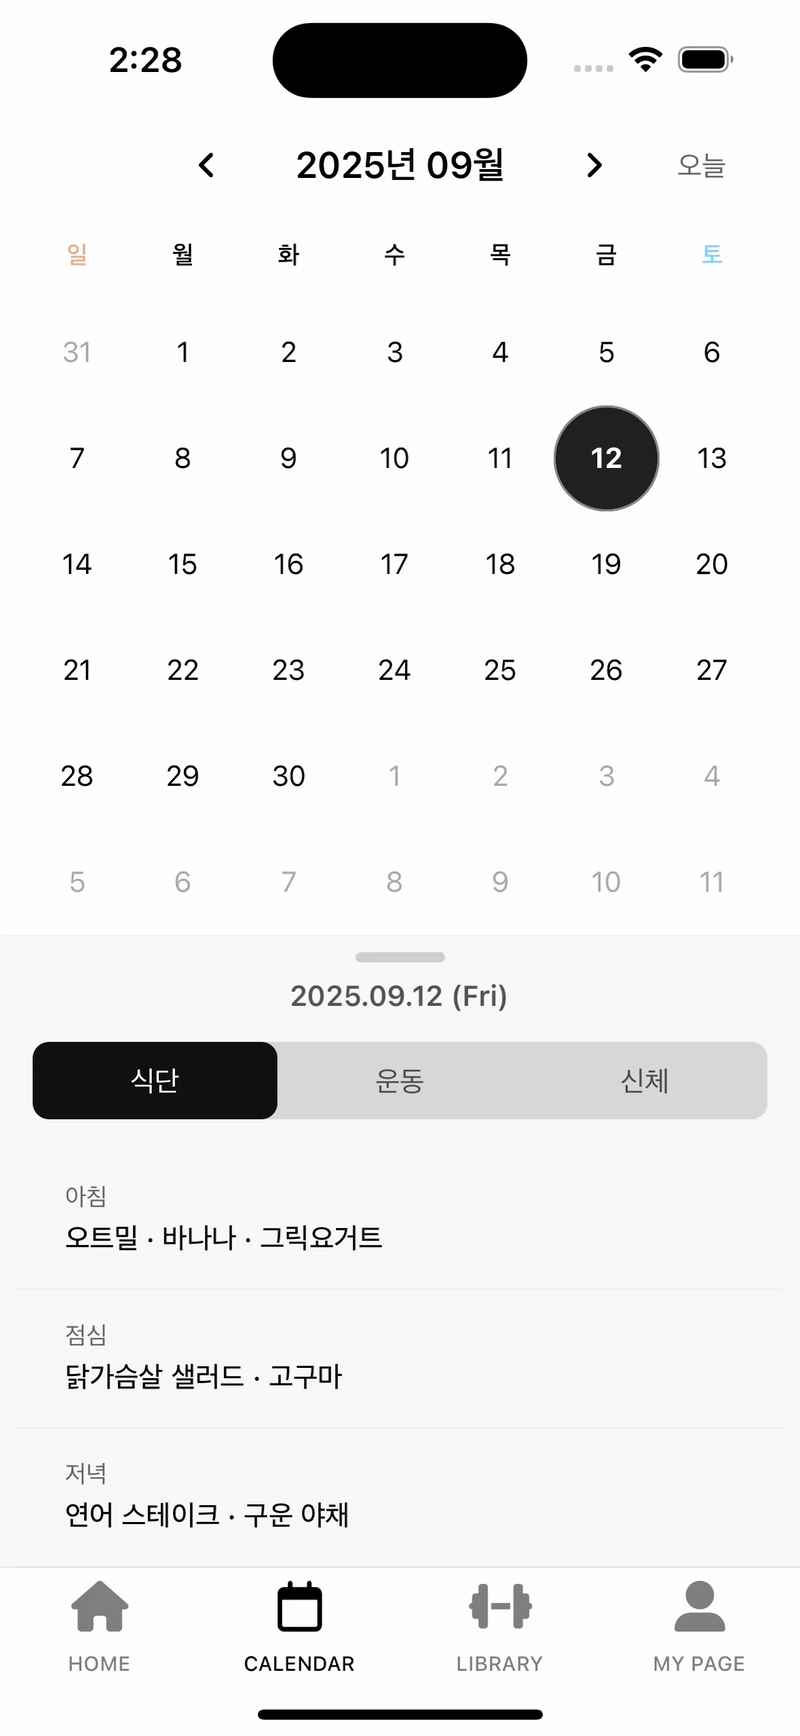 2:28
2025년 09월 오늘
일 월 화 수 목 금 토
31 1 2 3 4 5 6
7 8 9 10 11 12 13
14 15 16 17 18 19 20
21 22 23 24 25 26 27
28 29 30 1 2 3 4
5 6 7 8 9 10 11
2025.09.12 (Fri)
식단 운동 신체
아침
오트밀 · 바나나 · 그릭요거트
점심
닭가슴살 샐러드 · 고구마
저녁
연어 스테이크 · 구운 야채
HOME CALENDAR LIBRARY MY PAGE